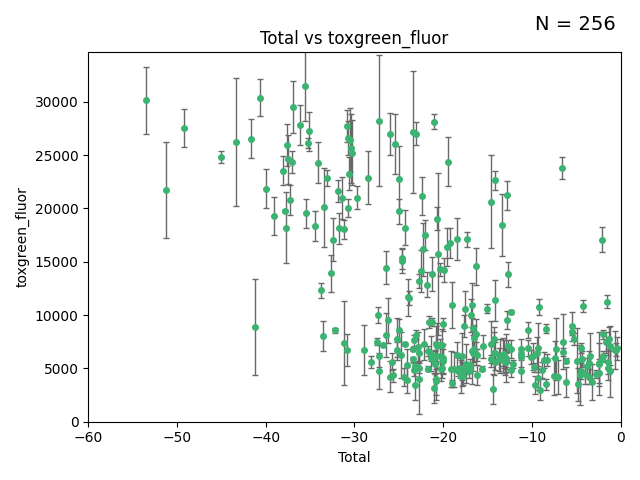 N = 256
Total vs toxgreen_fluor
toxgreen_fluor
30000
25000
20000
15000
10000
5000
0
−60 −50 −40 −30 −20 −10 0
Total